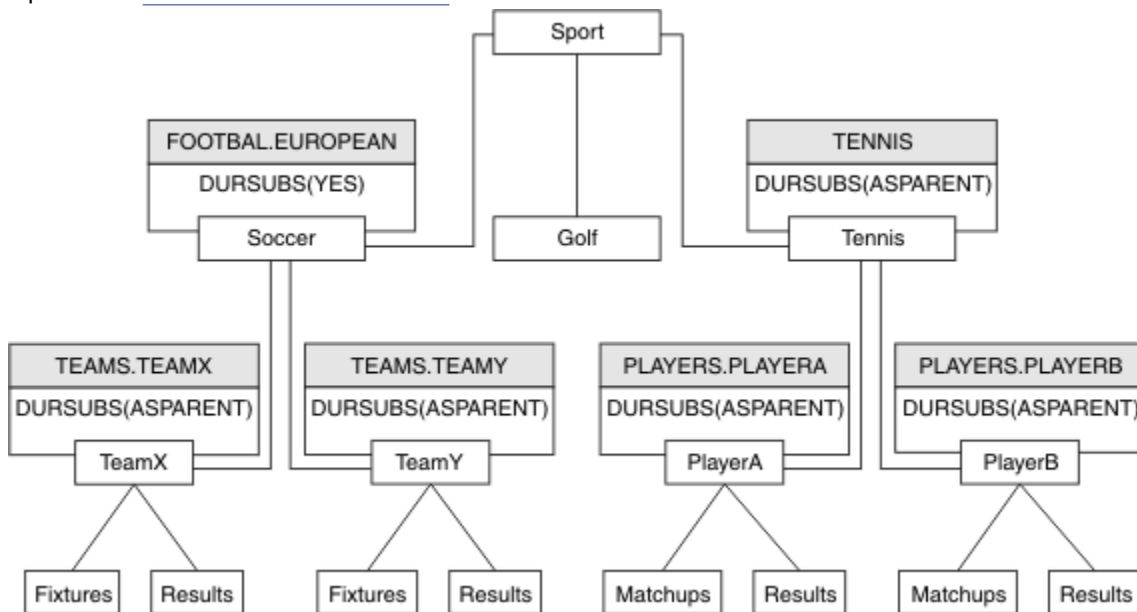 Sport
FOOTBAL.EUROPEAN
TENNIS
DURSUBS(YES)
DURSUBS(ASPARENT)
Soccer
Golf
Tennis
TEAMS.TEAMX
TEAMS.TEAMY
PLAYERS.PLAYERA
PLAYERS.PLAYERB
DURSUBS(ASPARENT)
DURSUBS(ASPARENT)
DURSUBS(ASPARENT)
DURSUBS(ASPARENT)
TeamX
TeamY
PlayerA
PlayerB
Fixtures
Results
Fixtures
Results
Matchups
Results
Matchups
Results